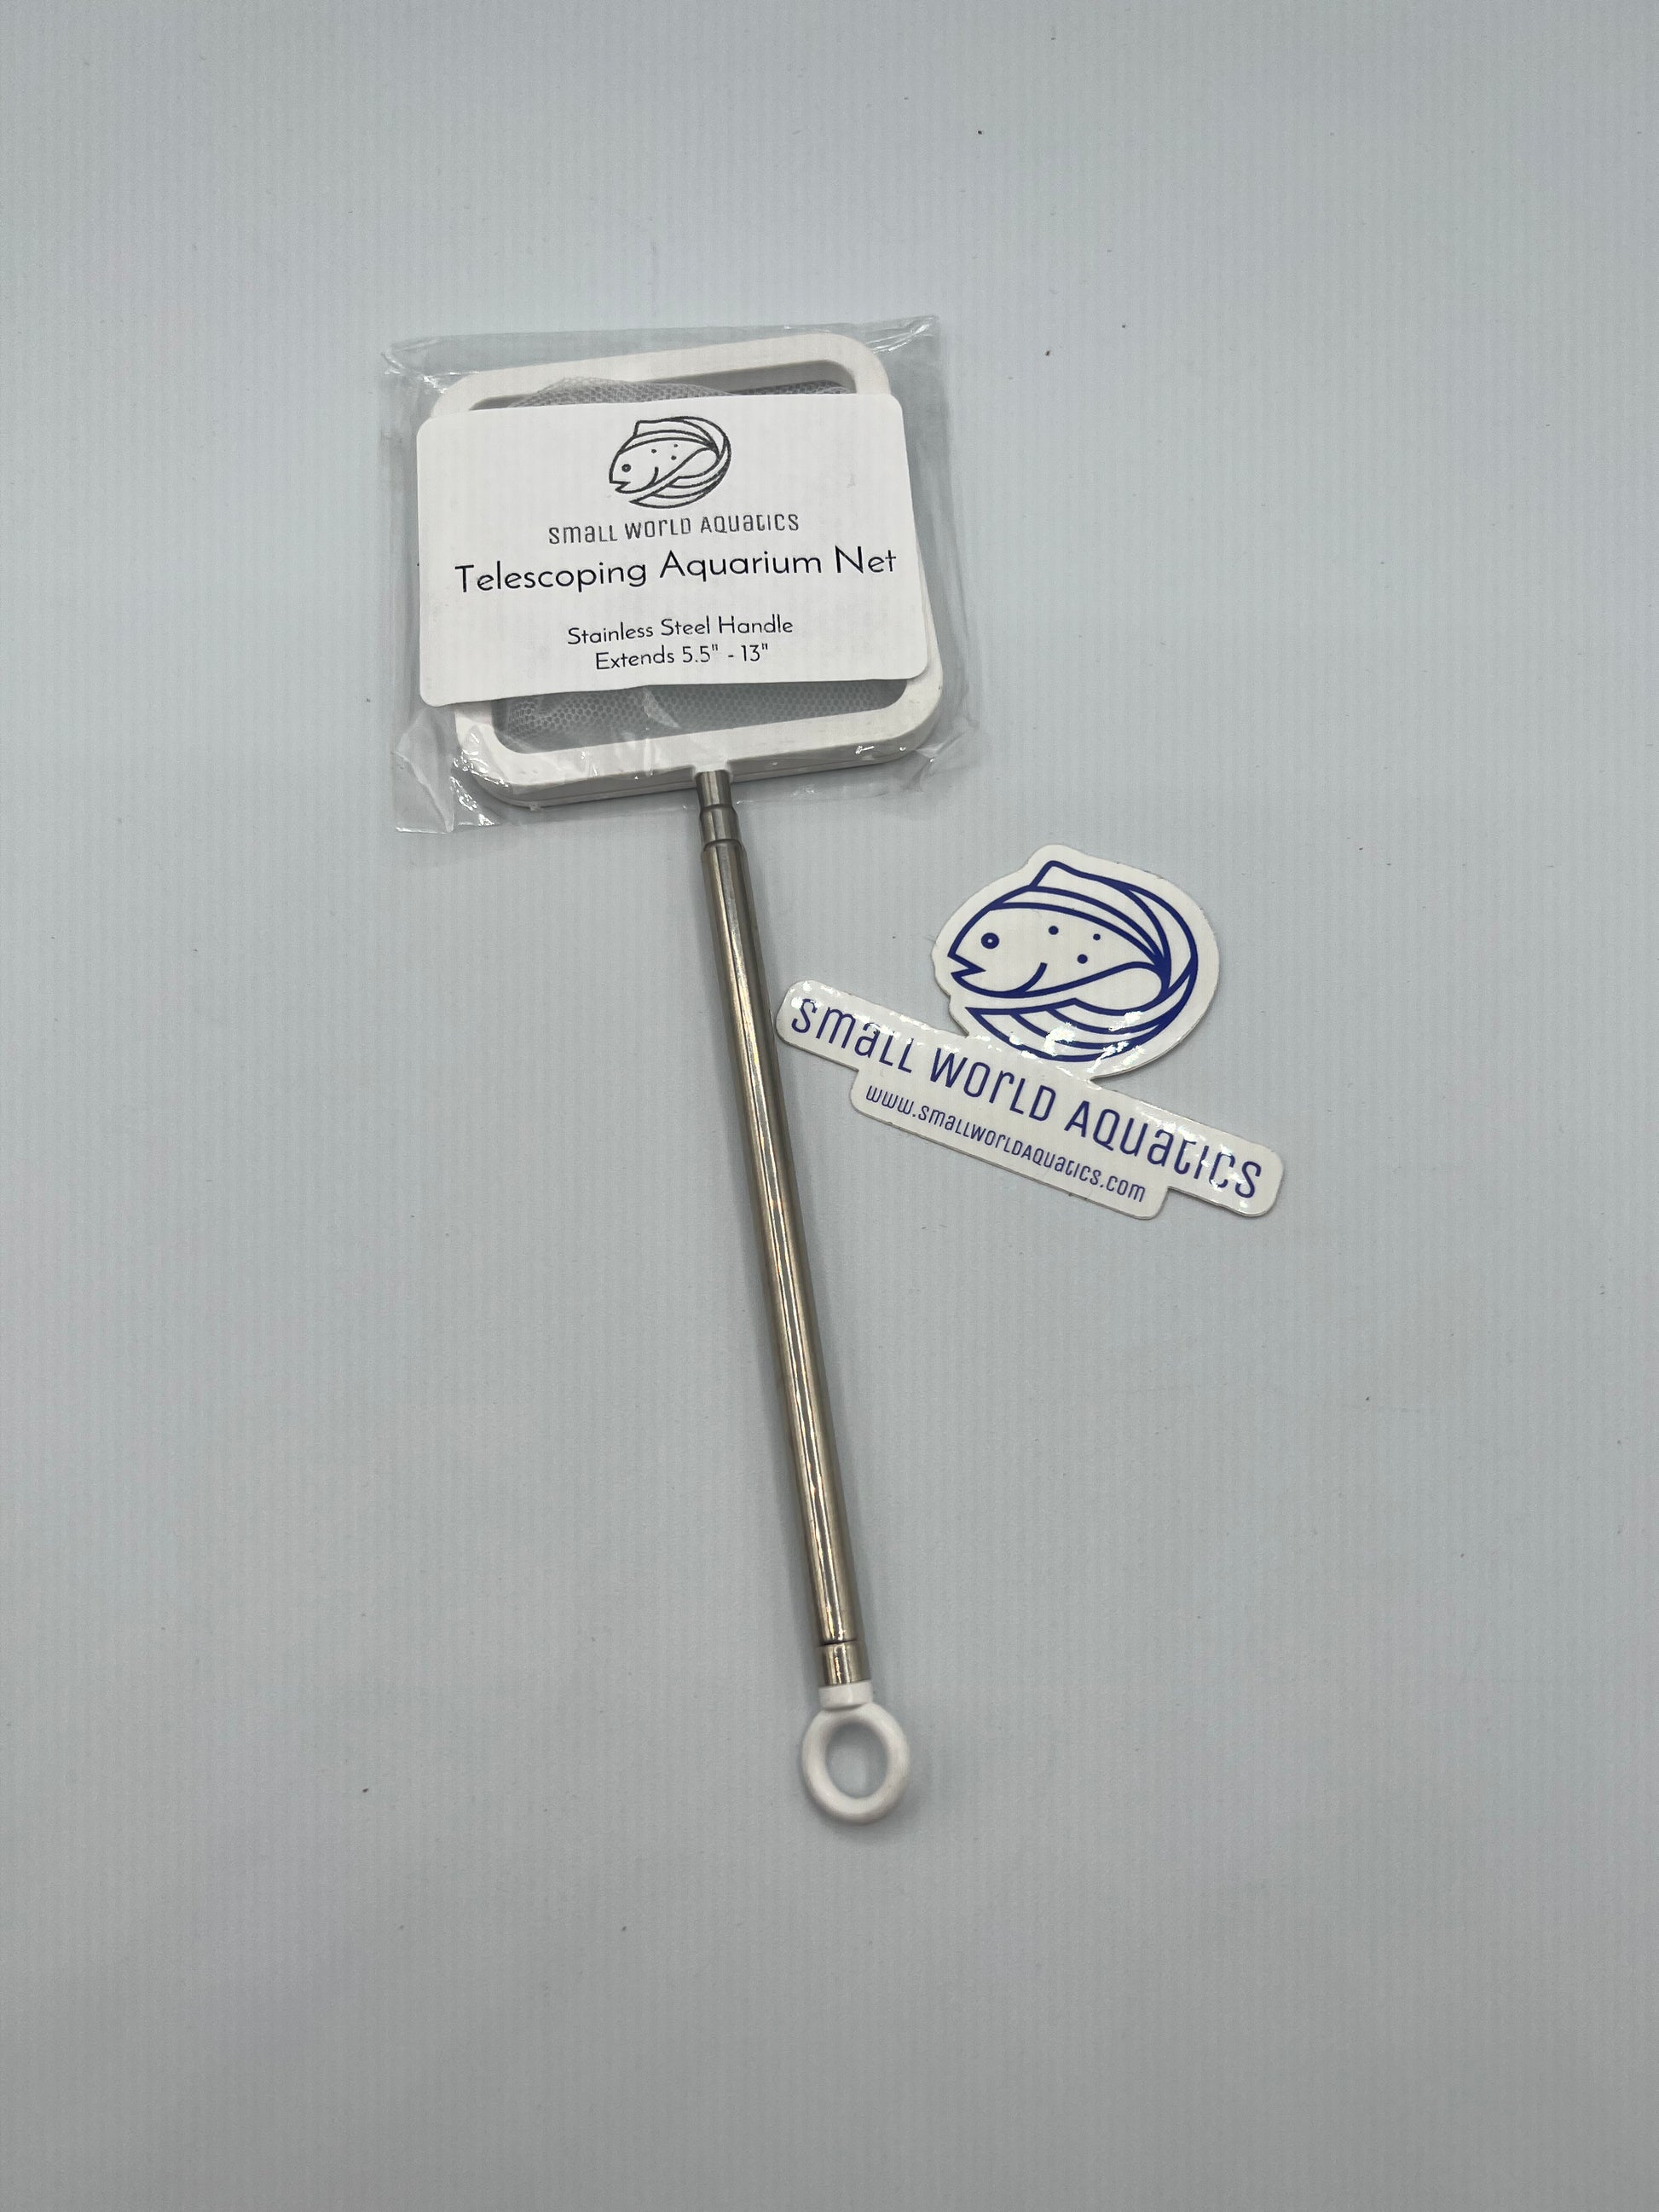 SMALL WORLD AQUATICS
Telescoping Aquarium Net
Stainless Steel Handle
Extends 5.5" - 13"
SMALL WORLD AQUATICS
www.smallworldaquatics.com